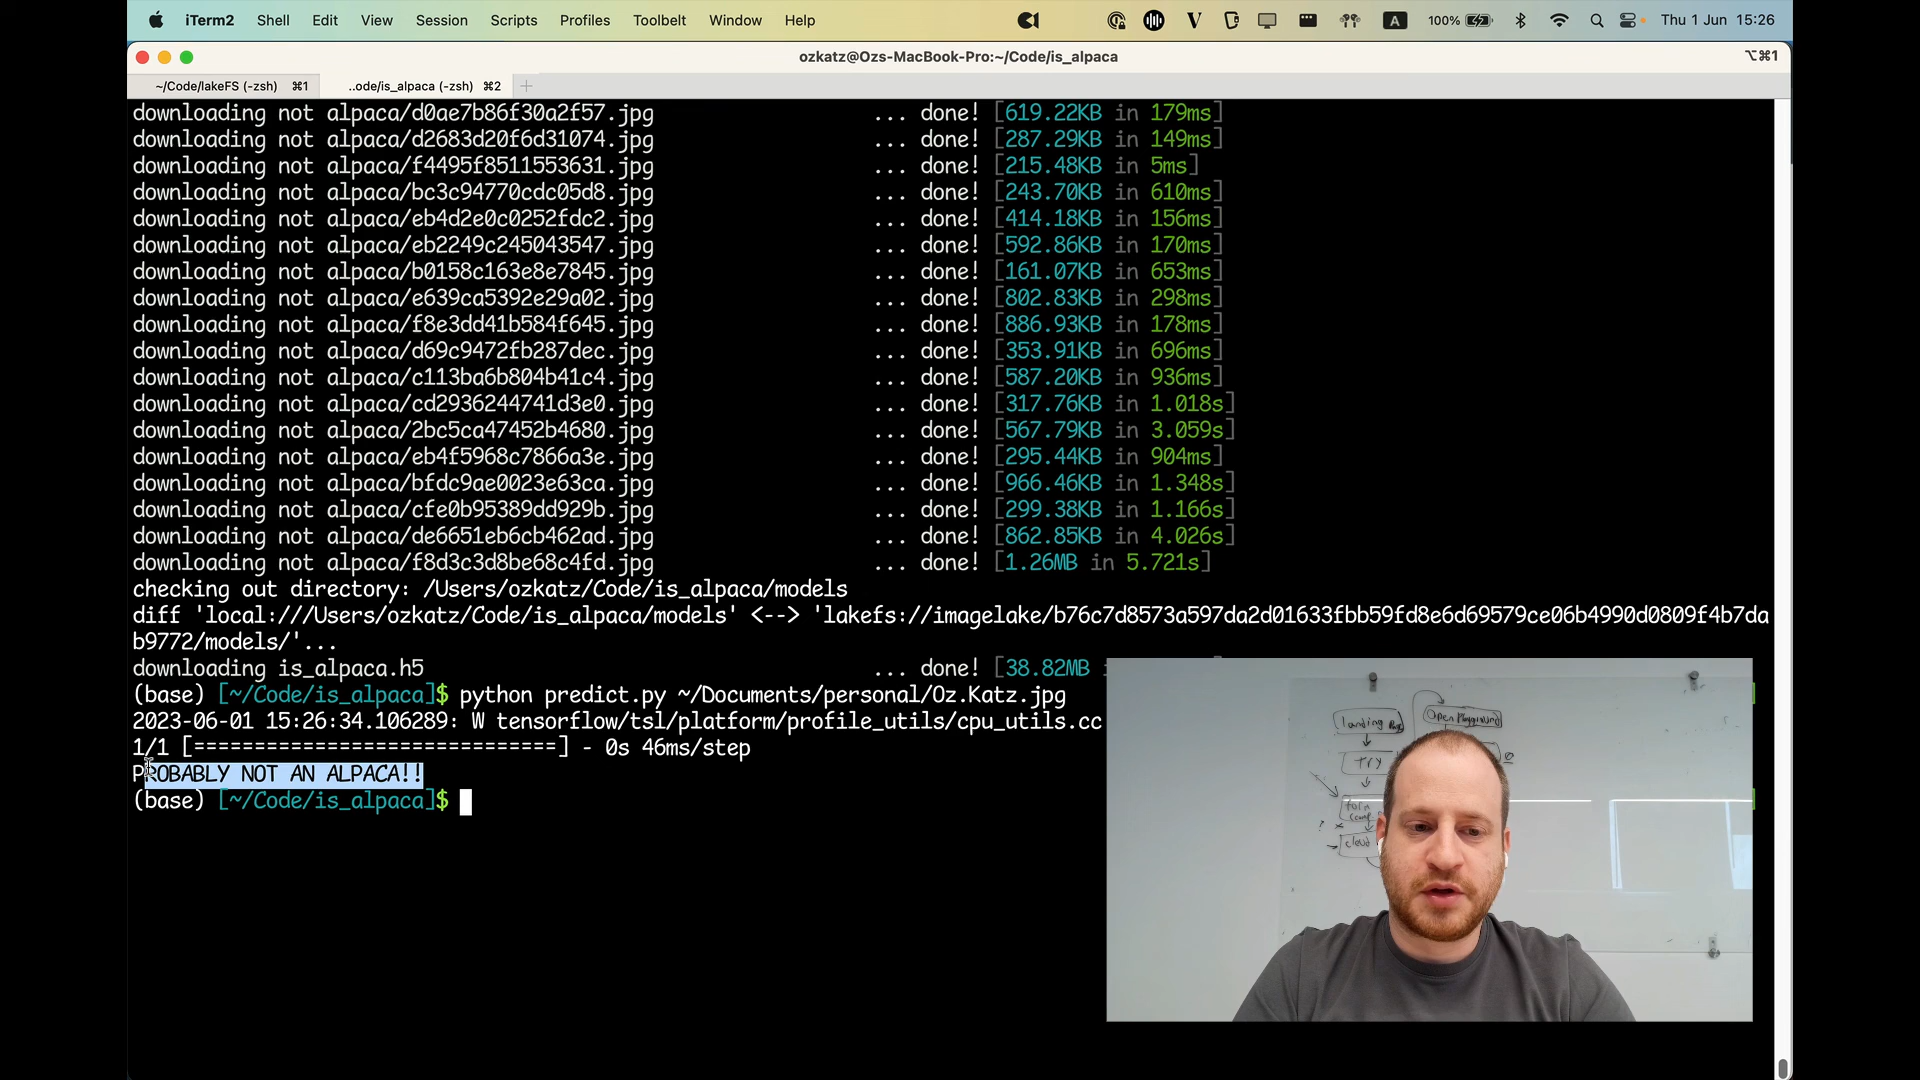 iTerm2 Shell Edit View Session Scripts Profiles Toolbelt Window Help A 100% Thu 1 Jun 15:26
ozkatz@Ozs-MacBook-Pro:~/Code/is_alpaca ⌥⌘1
~/Code/lakeFS (-zsh) ⌘1 ..ode/is_alpaca (-zsh) ⌘2 +
downloading not alpaca/d0ae7b86f30a2f57.jpg ... done! [619.22KB in 179ms]
downloading not alpaca/d2683d20f6d31074.jpg ... done! [287.29KB in 149ms]
downloading not alpaca/f4495f8511553631.jpg ... done! [215.48KB in 5ms]
downloading not alpaca/bc3c94770cdc05d8.jpg ... done! [243.70KB in 610ms]
downloading not alpaca/eb4d2e0c0252fdc2.jpg ... done! [414.18KB in 156ms]
downloading not alpaca/eb2249c245043547.jpg ... done! [592.86KB in 170ms]
downloading not alpaca/b0158c163e8e7845.jpg ... done! [161.07KB in 653ms]
downloading not alpaca/e639ca5392e29a02.jpg ... done! [802.83KB in 298ms]
downloading not alpaca/f8e3dd41b584f645.jpg ... done! [886.93KB in 178ms]
downloading not alpaca/d69c9472fb287dec.jpg ... done! [353.91KB in 696ms]
downloading not alpaca/c113ba6b804b41c4.jpg ... done! [587.20KB in 936ms]
downloading not alpaca/cd2936244741d3e0.jpg ... done! [317.76KB in 1.018s]
downloading not alpaca/2bc5ca47452b4680.jpg ... done! [567.79KB in 3.059s]
downloading not alpaca/eb4f5968c7866a3e.jpg ... done! [295.44KB in 904ms]
downloading not alpaca/bfdc9ae0023e63ca.jpg ... done! [966.46KB in 1.348s]
downloading not alpaca/cfe0b95389dd929b.jpg ... done! [299.38KB in 1.166s]
downloading not alpaca/de6651eb6cb462ad.jpg ... done! [862.85KB in 4.026s]
downloading not alpaca/f8d3c3d8be68c4fd.jpg ... done! [1.26MB in 5.721s]
checking out directory: /Users/ozkatz/Code/is_alpaca/models
diff 'local:///Users/ozkatz/Code/is_alpaca/models' <--> 'lakefs://imagelake/b76c7d8573a597da2d01633fbb59fd8e6d69579ce06b4990d0809f4b7da
b9772/models/'...
downloading is_alpaca.h5 ... done! [38.82MB
(base) [~/Code/is_alpaca]$ python predict.py ~/Documents/personal/Oz.Katz.jpg
2023-06-01 15:26:34.106289: W tensorflow/tsl/platform/profile_utils/cpu_utils.cc
1/1 [==============================] - 0s 46ms/step
PROBABLY NOT AN ALPACA!!
(base) [~/Code/is_alpaca]$
landing
Open Playground
Try
cloud